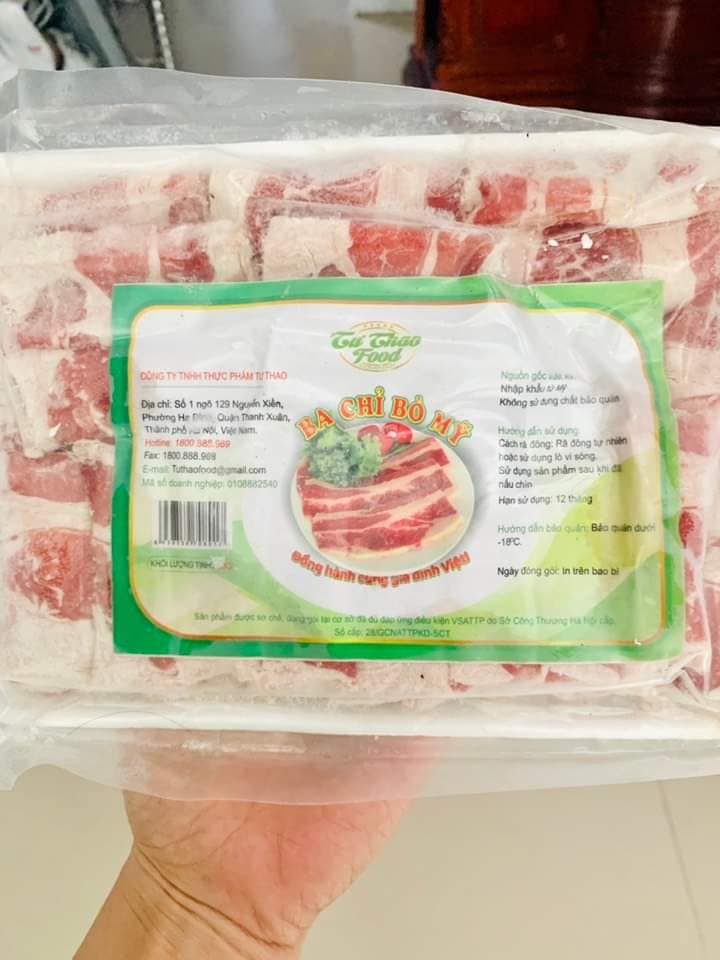 Tư Thao
Food
CÔNG TY TNHH THỰC PHẨM TƯ THAO
Địa chỉ: Số 1 ngõ 129 Nguyễn Xiển,
Phường Hạ Đình, Quận Thanh Xuân,
Thành phố Hà Nội, Việt Nam.
Hotline: 1800 985.989
Fax: 1800.888.989
E-mail: Tuthaofood@gmail.com
Mã số doanh nghiệp: 0108882540
KHỐI LƯỢNG TỊNH:
BA CHỈ BÒ MỸ
Đồng hành cùng gia đình Việt
Nguồn gốc
Nhập khẩu từ Mỹ
Không sử dụng chất bảo quản
Hướng dẫn sử dụng:
Cách rã đông: Rã đông tự nhiên
hoặc sử dụng lò vi sóng.
Sử dụng sản phẩm sau khi đã
nấu chín
Hạn sử dụng: 12 tháng
Hướng dẫn bảo quản: Bảo quản dưới
-18ºC.
Ngày đóng gói: In trên bao bì
Sản phẩm được sơ chế, đóng gói tại cơ sở đã đủ đáp ứng điều kiện VSATTP do Sở Công Thương Hà Nội cấp.
Số cấp: 28/GCNATTPKD-SCT